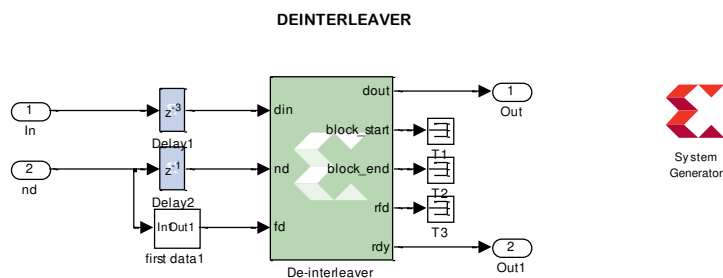 DEINTERLEAVER
1
In
z-3
Delay1
2
nd
z-1
Delay2
In1
Out1
first data1
din
nd
fd
dout
block_start
block_end
rfd
rdy
De-interleaver
T1
T2
T3
1
Out
2
Out1
System
Generator